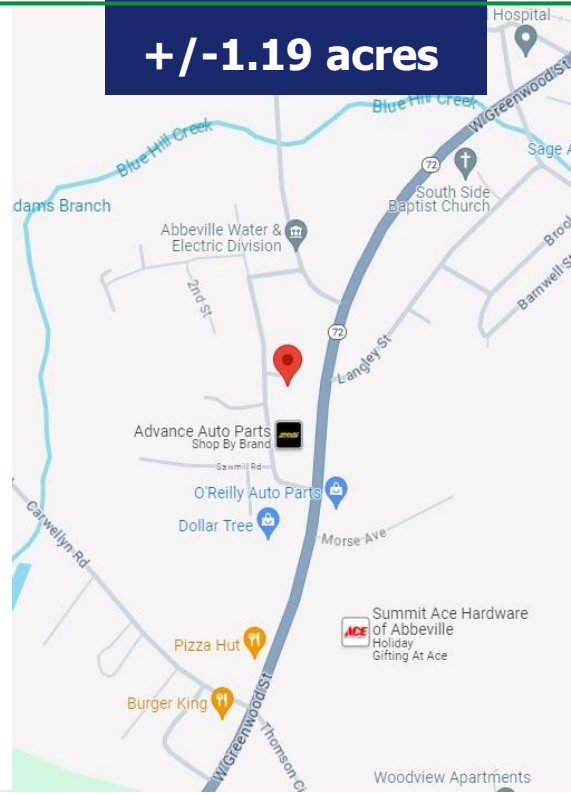 +/-1.19 acres
Hospital
W Greenwood St
Blue Hill Creek
Blue Hill Creek
72
Sage A
dams Branch
South Side
Baptist Church
Abbeville Water &
Electric Division
Brook
Barnwell St
2nd St
72
Langley St
Advance Auto Parts
Shop By Brand
Sawmill Rd
O'Reilly Auto Parts
Dollar Tree
Morse Ave
Carwellyn Rd
ACE
Summit Ace Hardware
of Abbeville
Holiday
Gifting At Ace
Pizza Hut
Burger King
W Greenwood St
Thomson Ci
Woodview Apartments